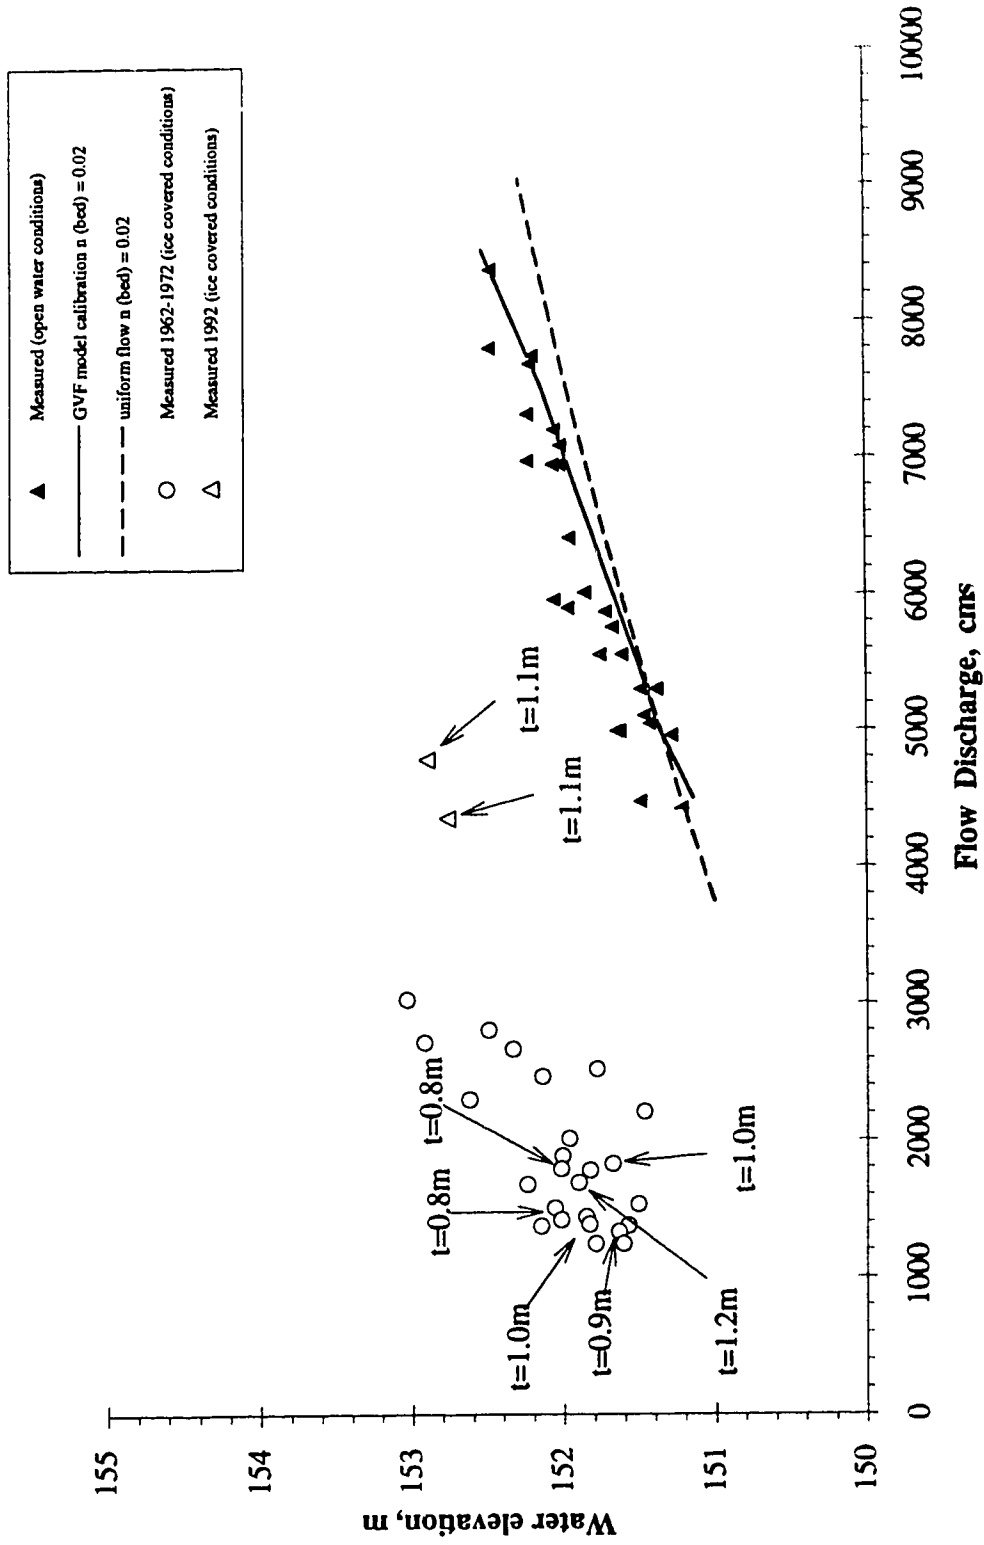 Measured (open water conditions)
GVF model calibration n (bed) = 0.02
uniform flow n (bed) = 0.02
Measured 1962-1972 (ice covered conditions)
Measured 1992 (ice covered conditions)
Water elevation, m
155
154
153
152
151
150
t=0.8m
t=0.8m
t=1.1m
t=1.1m
t=1.0m
t=0.9m
t=1.2m
t=1.0m
0
1000
2000
3000
4000
5000
6000
7000
8000
9000
10000
Flow Discharge, cms